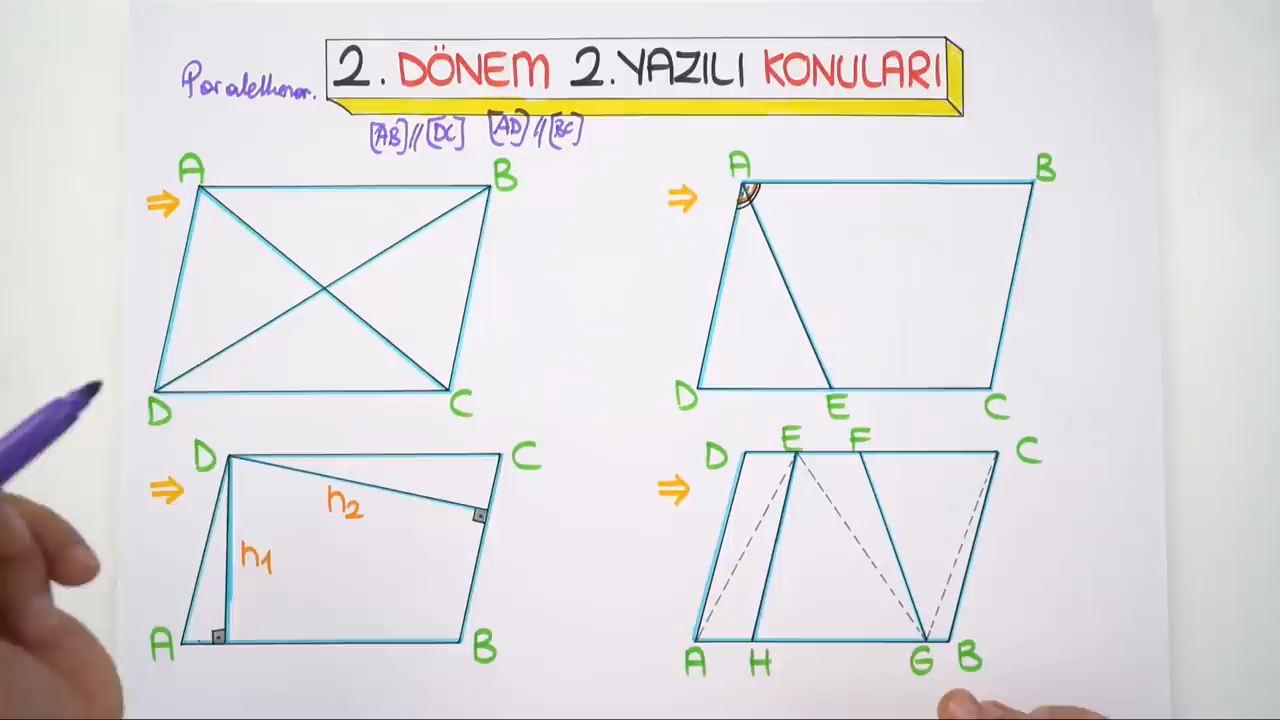 2. DÖNEM 2. YAZILI KONULARI
Paralelkenar.
[AB] // [DC] [AD] // [BC]
⇒ A B
D C
⇒ A B
D E C
⇒ D C
h2
h1
A B
⇒ D E F C
A H G B